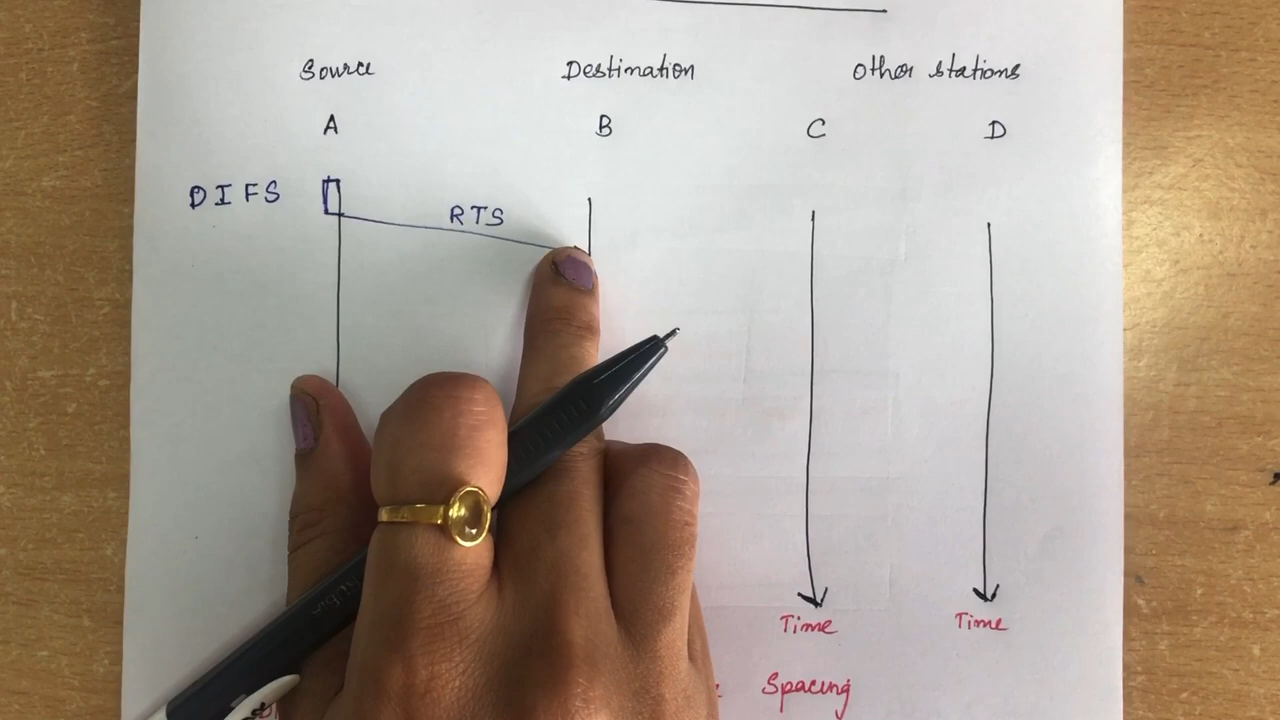 Source Destination Other stations
A B C D
DIFS
RTS
Time Time
Spacing